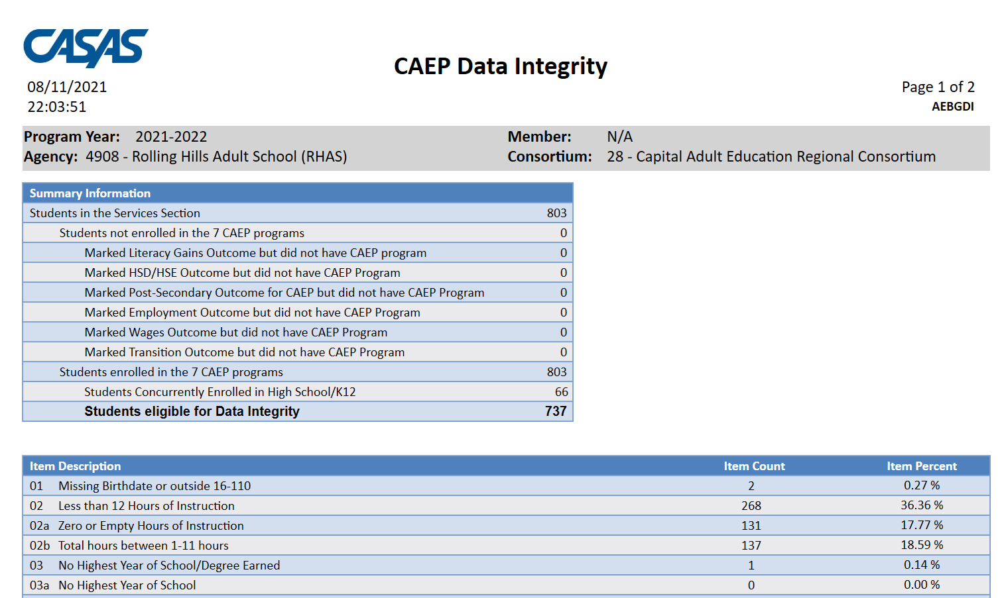 CASAS
CAEP Data Integrity
08/11/2021
22:03:51
Page 1 of 2
AEBGDI
Program Year: 2021-2022 Member: N/A
Agency: 4908 - Rolling Hills Adult School (RHAS) Consortium: 28 - Capital Adult Education Regional Consortium
Summary Information
Students in the Services Section 803
Students not enrolled in the 7 CAEP programs 0
Marked Literacy Gains Outcome but did not have CAEP program 0
Marked HSD/HSE Outcome but did not have CAEP Program 0
Marked Post-Secondary Outcome for CAEP but did not have CAEP Program 0
Marked Employment Outcome but did not have CAEP Program 0
Marked Wages Outcome but did not have CAEP Program 0
Marked Transition Outcome but did not have CAEP Program 0
Students enrolled in the 7 CAEP programs 803
Students Concurrently Enrolled in High School/K12 66
Students eligible for Data Integrity 737
Item Description Item Count Item Percent
01 Missing Birthdate or outside 16-110 2 0.27 %
02 Less than 12 Hours of Instruction 268 36.36 %
02a Zero or Empty Hours of Instruction 131 17.77 %
02b Total hours between 1-11 hours 137 18.59 %
03 No Highest Year of School/Degree Earned 1 0.14 %
03a No Highest Year of School 0 0.00 %